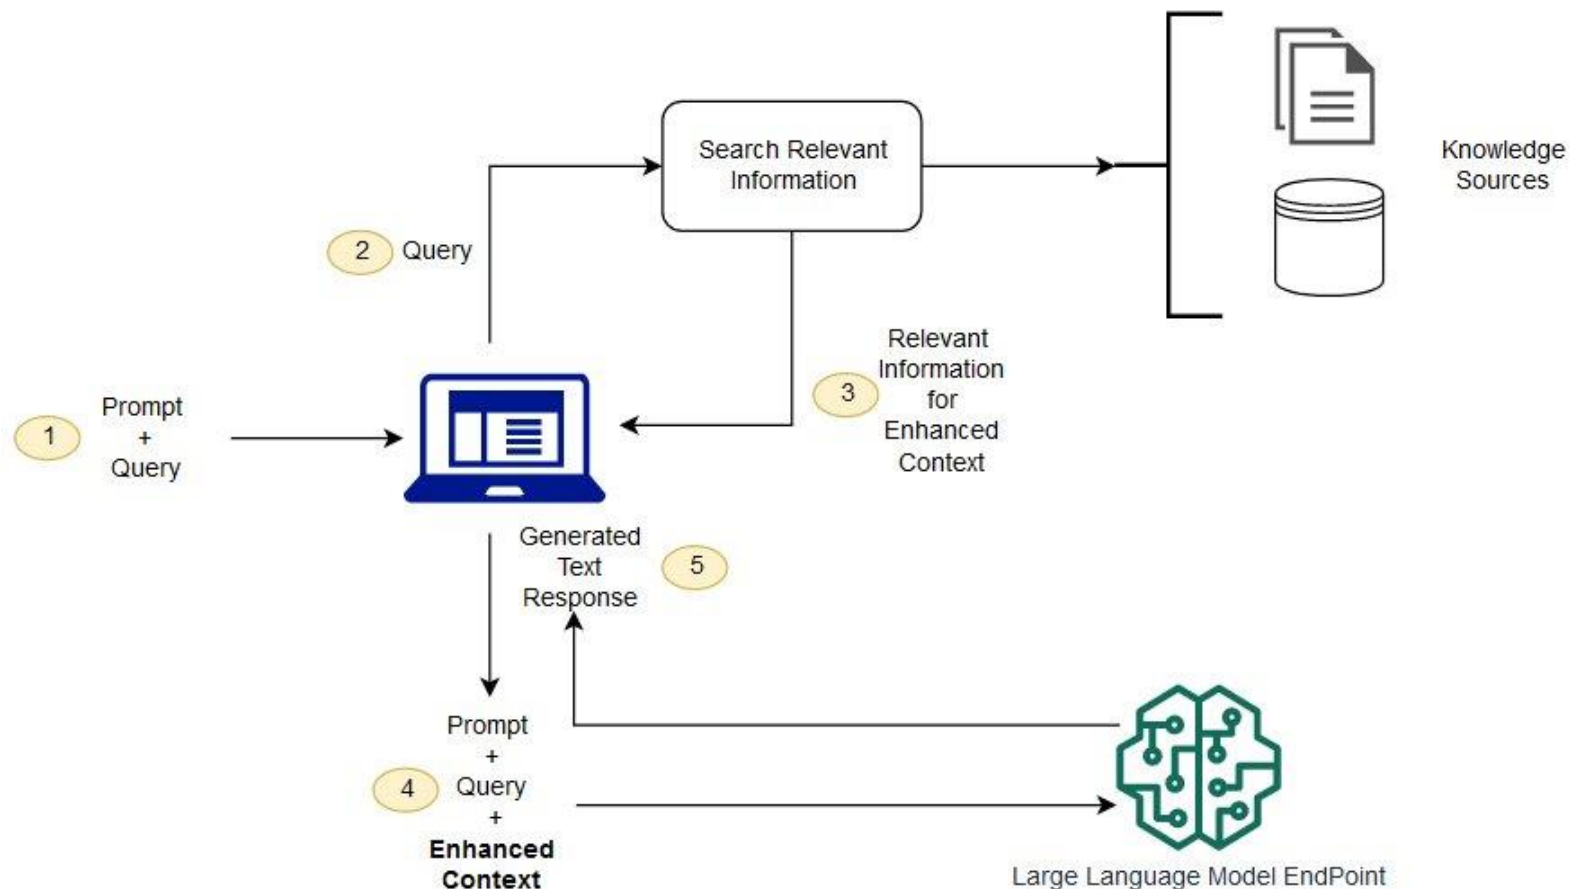 Search Relevant
Information
Knowledge
Sources
2
Query
Relevant
Information
for
Enhanced
Context
3
1
Prompt
+
Query
Generated
Text
Response
5
Prompt
+
Query
+
Enhanced
Context
4
Large Language Model EndPoint